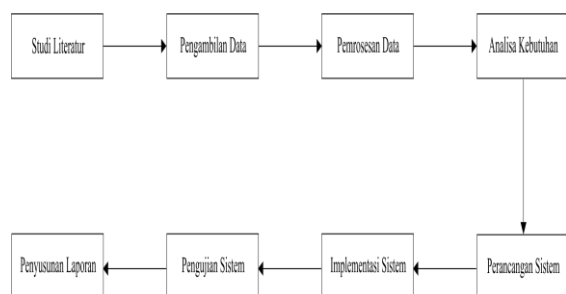 Studi Literatur
Pengambilan Data
Pemrosesan Data
Analisa Kebutuhan
Perancangan Sistem
Implementasi Sistem
Pengujian Sistem
Penyusunan Laporan